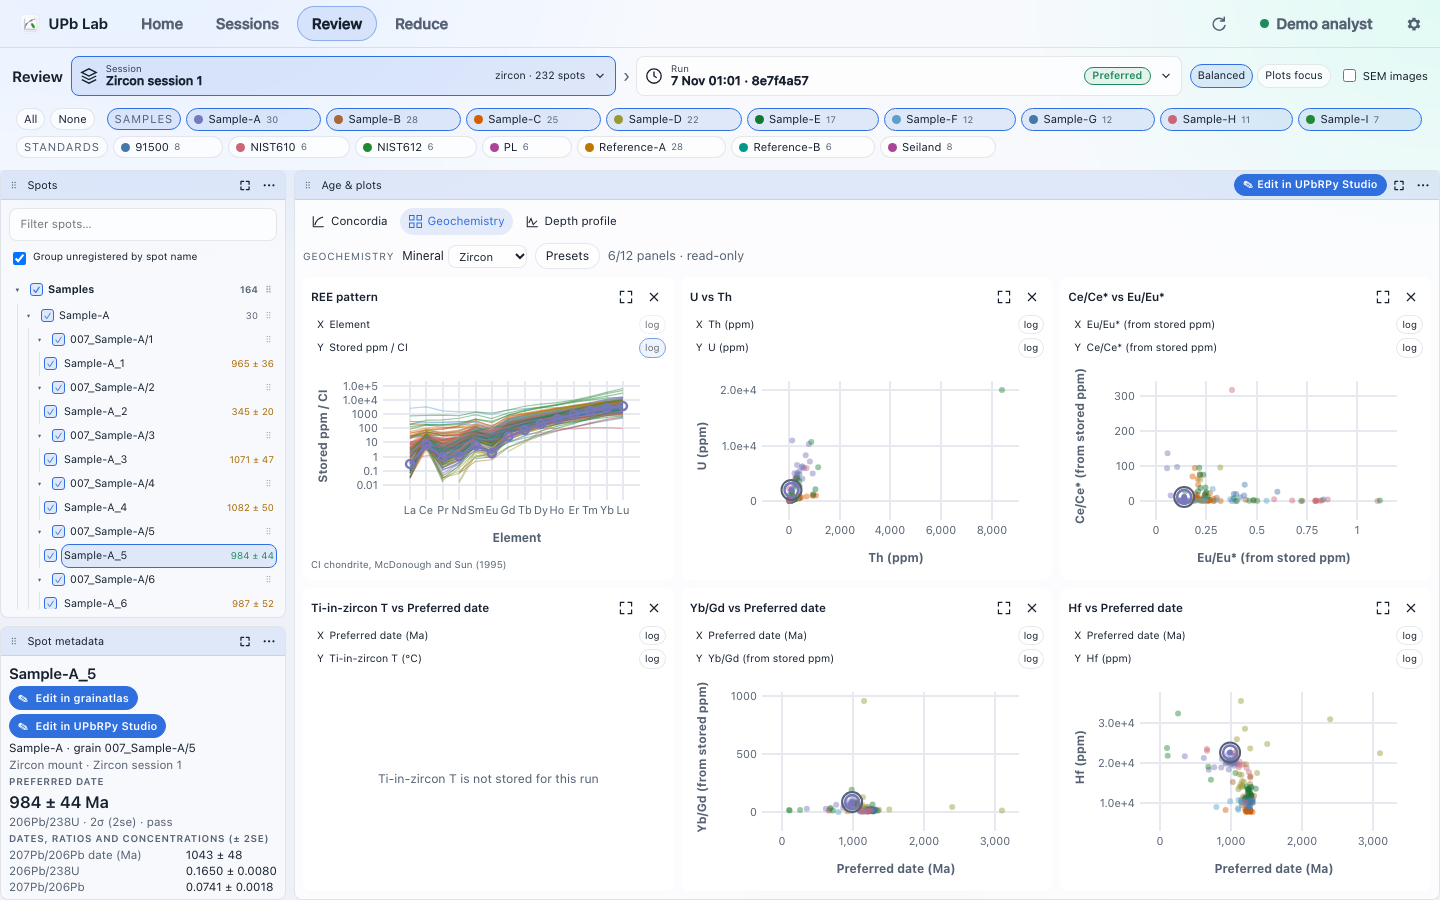 UPb Lab Home Sessions Review Reduce Demo analyst
Review
Session
Zircon session 1
zircon · 232 spots
›
Run
7 Nov 01:01 · 8e7f4a57
Preferred
Balanced Plots focus SEM images
All None SAMPLES Sample-A 30 Sample-B 28 Sample-C 25 Sample-D 22 Sample-E 17 Sample-F 12 Sample-G 12 Sample-H 11 Sample-I 7
STANDARDS 91500 8 NIST610 6 NIST612 6 PL 6 Reference-A 28 Reference-B 6 Seiland 8
Spots
Filter spots...
Group unregistered by spot name
Samples 164
Sample-A 30
007_Sample-A/1
Sample-A_1 965 ± 36
007_Sample-A/2
Sample-A_2 345 ± 20
007_Sample-A/3
Sample-A_3 1071 ± 47
007_Sample-A/4
Sample-A_4 1082 ± 50
007_Sample-A/5
Sample-A_5 984 ± 44
007_Sample-A/6
Sample-A_6 987 ± 52
Spot metadata
Sample-A_5
Edit in grainatlas
Edit in UPbRPy Studio
Sample-A · grain 007_Sample-A/5
Zircon mount · Zircon session 1
PREFERRED DATE
984 ± 44 Ma
206Pb/238U · 2σ (2se) · pass
DATES, RATIOS AND CONCENTRATIONS (± 2SE)
207Pb/206Pb date (Ma) 1043 ± 48
206Pb/238U 0.1650 ± 0.0080
207Pb/206Pb 0.0741 ± 0.0018
Age & plots
Edit in UPbRPy Studio
Concordia Geochemistry Depth profile
GEOCHEMISTRY Mineral Zircon Presets 6/12 panels · read-only
REE pattern
X Element log
Y Stored ppm / CI log
1.0e+5
1.0e+4
1000
100
10
1
0.1
0.01
Stored ppm / CI
La Ce Pr Nd Sm Eu Gd Tb Dy Ho Er Tm Yb Lu
Element
CI chondrite, McDonough and Sun (1995)
U vs Th
X Th (ppm) log
Y U (ppm) log
2.0e+4
1.0e+4
0
U (ppm)
0 2,000 4,000 6,000 8,000
Th (ppm)
Ce/Ce* vs Eu/Eu*
X Eu/Eu* (from stored ppm) log
Y Ce/Ce* (from stored ppm) log
300
200
100
0
Ce/Ce* (from stored ppm)
0 0.25 0.5 0.75 1
Eu/Eu* (from stored ppm)
Ti-in-zircon T vs Preferred date
X Preferred date (Ma) log
Y Ti-in-zircon T (°C) log
Ti-in-zircon T is not stored for this run
Yb/Gd vs Preferred date
X Preferred date (Ma) log
Y Yb/Gd (from stored ppm) log
1000
500
0
Yb/Gd (from stored ppm)
0 1,000 2,000 3,000
Preferred date (Ma)
Hf vs Preferred date
X Preferred date (Ma) log
Y Hf (ppm) log
3.0e+4
2.0e+4
1.0e+4
Hf (ppm)
0 1,000 2,000 3,000
Preferred date (Ma)